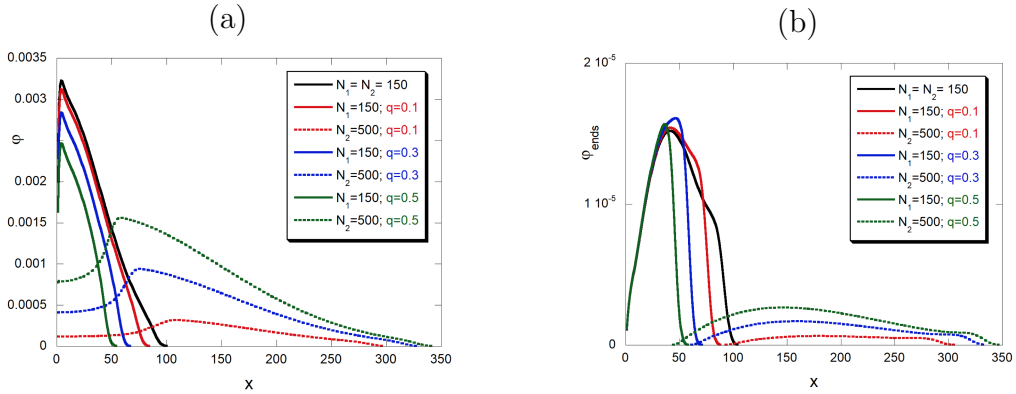 (a)
0.0035
0.003
0.0025
0.002
0.0015
0.001
0.0005
0
φ
0 50 100 150 200 250 300 350
x
N₁= N₂= 150
N₁=150; q=0.1
N₂=500; q=0.1
N₁=150; q=0.3
N₂=500; q=0.3
N₁=150; q=0.5
N₂=500; q=0.5
(b)
2 10⁻⁵
1 10⁻⁵
0
φends
0 50 100 150 200 250 300 350
x
N₁= N₂= 150
N₁=150; q=0.1
N₂=500; q=0.1
N₁=150; q=0.3
N₂=500; q=0.3
N₁=150; q=0.5
N₂=500; q=0.5